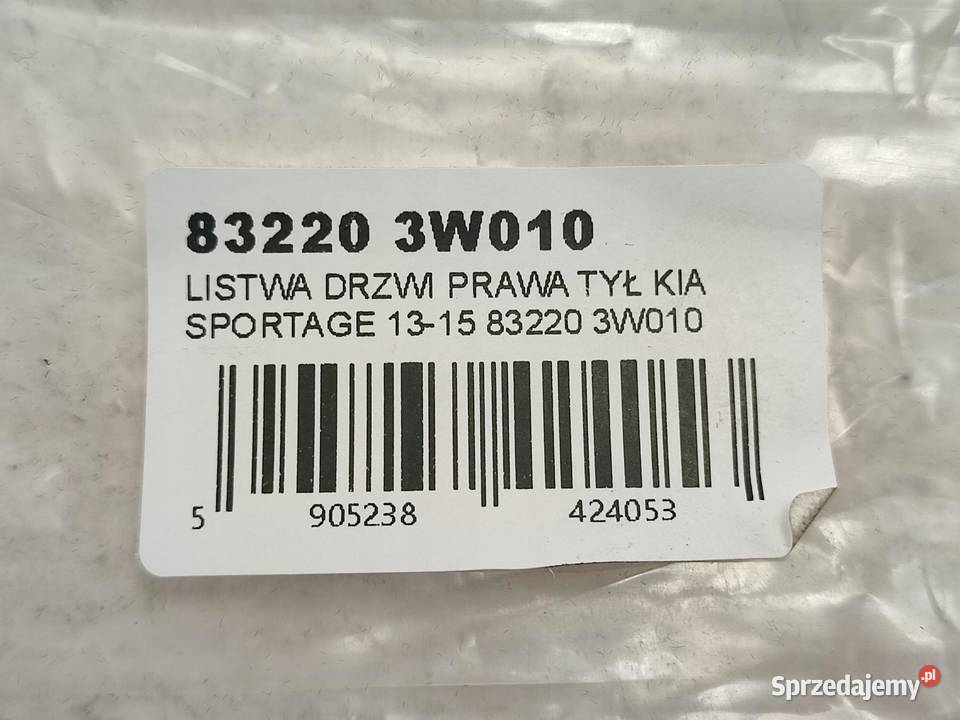 83220 3W010
LISTWA DRZWI PRAWA TYŁ KIA
SPORTAGE 13-15 83220 3W010
5 905238 424053
Sprzedajemy.pl